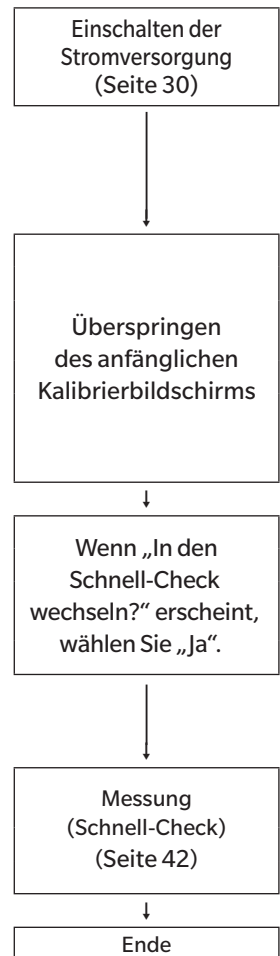 Einschalten der
Stromversorgung
(Seite 30)
Überspringen
des anfänglichen
Kalibrierbildschirms
Wenn „In den
Schnell-Check
wechseln?“ erscheint,
wählen Sie „Ja“.
Messung
(Schnell-Check)
(Seite 42)
Ende